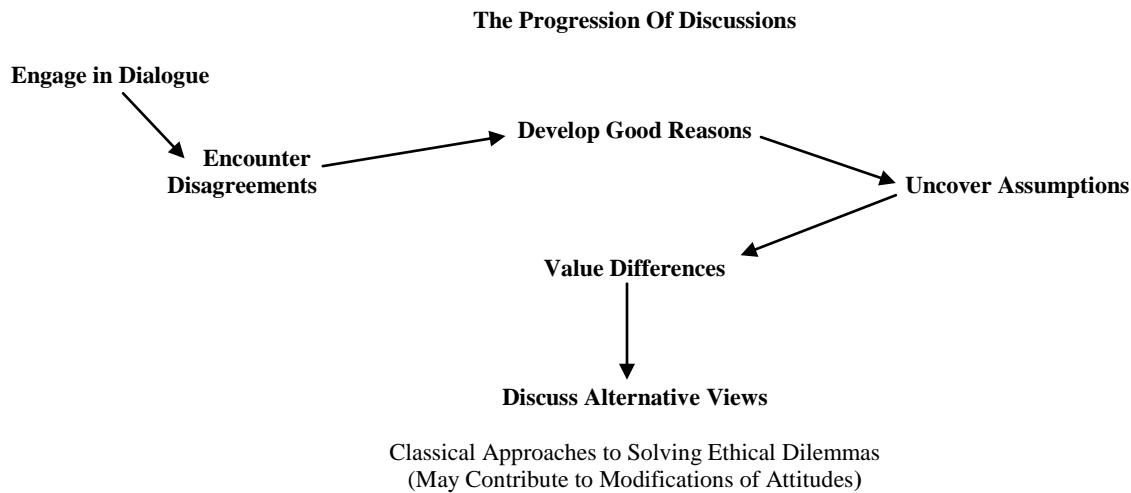 The Progression Of Discussions
Engage in Dialogue
Encounter
Disagreements
Develop Good Reasons
Uncover Assumptions
Value Differences
Discuss Alternative Views
Classical Approaches to Solving Ethical Dilemmas
(May Contribute to Modifications of Attitudes)